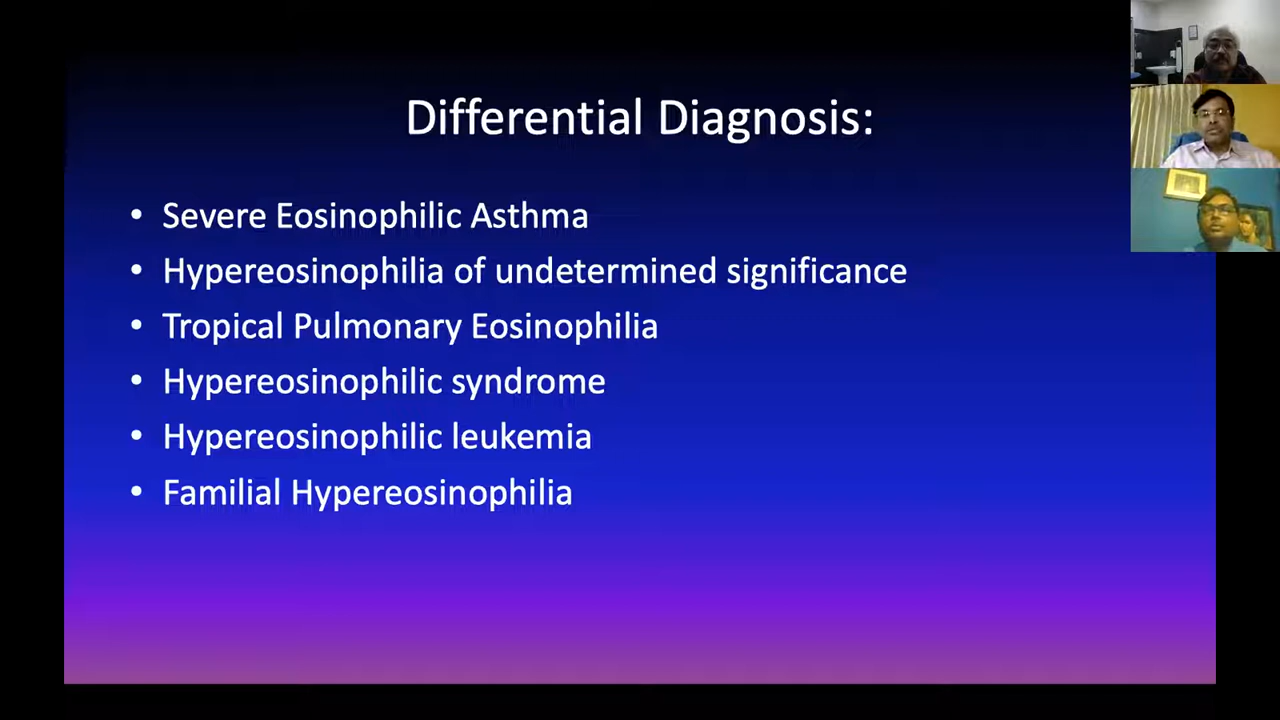 Differential Diagnosis:
• Severe Eosinophilic Asthma
• Hypereosinophilia of undetermined significance
• Tropical Pulmonary Eosinophilia
• Hypereosinophilic syndrome
• Hypereosinophilic leukemia
• Familial Hypereosinophilia